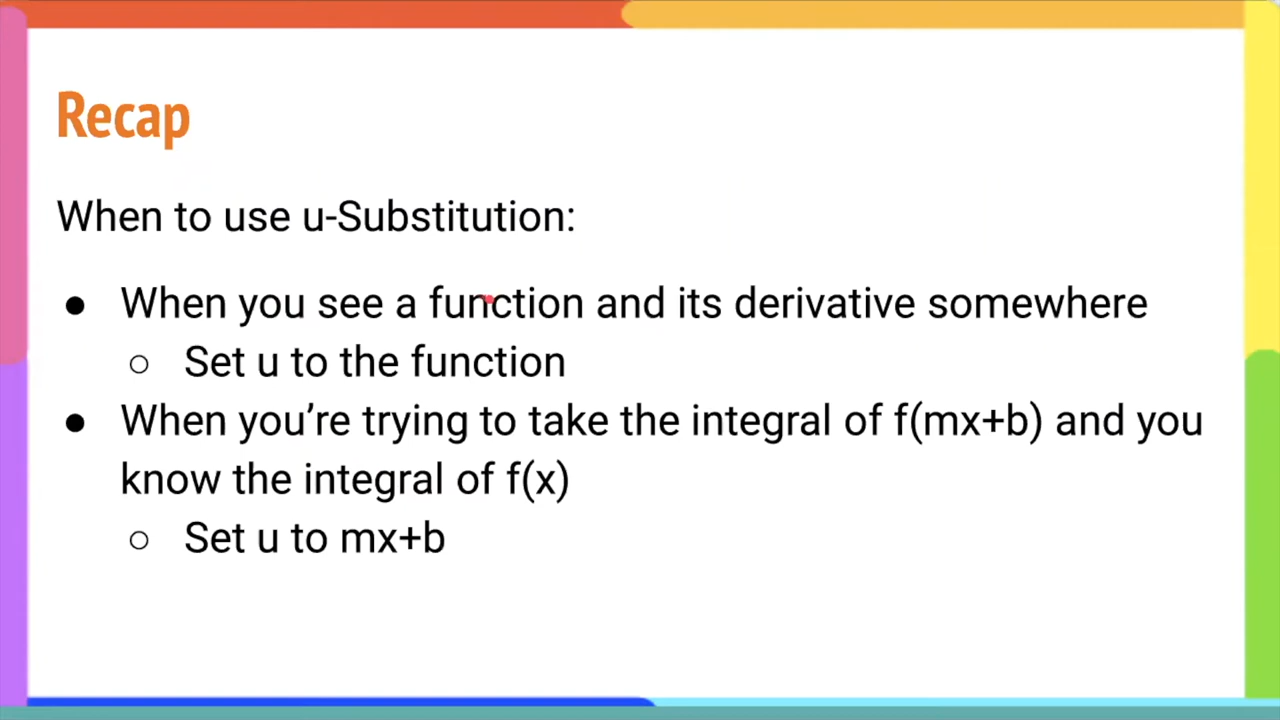 Recap
When to use u-Substitution:
● When you see a function and its derivative somewhere
○ Set u to the function
● When you’re trying to take the integral of f(mx+b) and you
know the integral of f(x)
○ Set u to mx+b